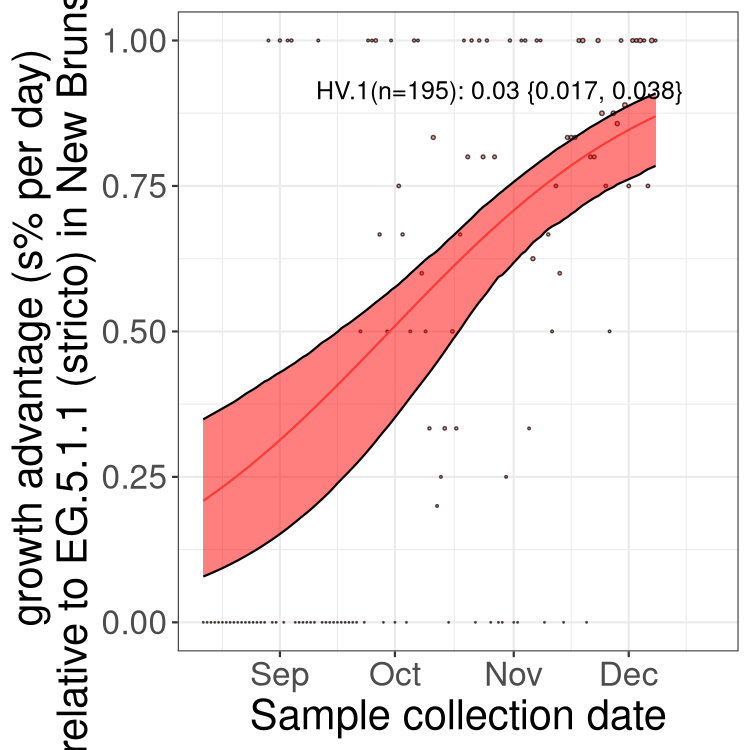 growth advantage (s% per day)
relative to EG.5.1.1 (stricto) in New Bruns
1.00
0.75
0.50
0.25
0.00
HV.1(n=195): 0.03 {0.017, 0.038}
Sep Oct Nov Dec
Sample collection date